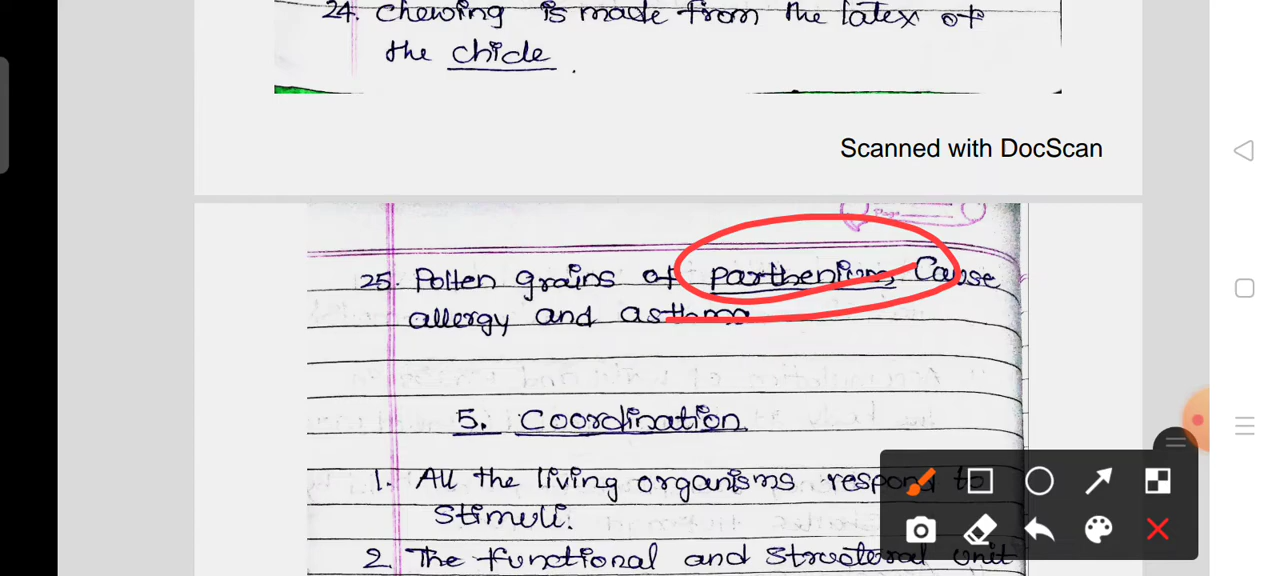 24. Chewing is made from the latex of
the chicle.
Scanned with DocScan
25. Pollen grains of parthenium Cause
allergy and asthma
5. Coordination
1. All the living organisms respond to
Stimuli.
2. The functional and structural unit